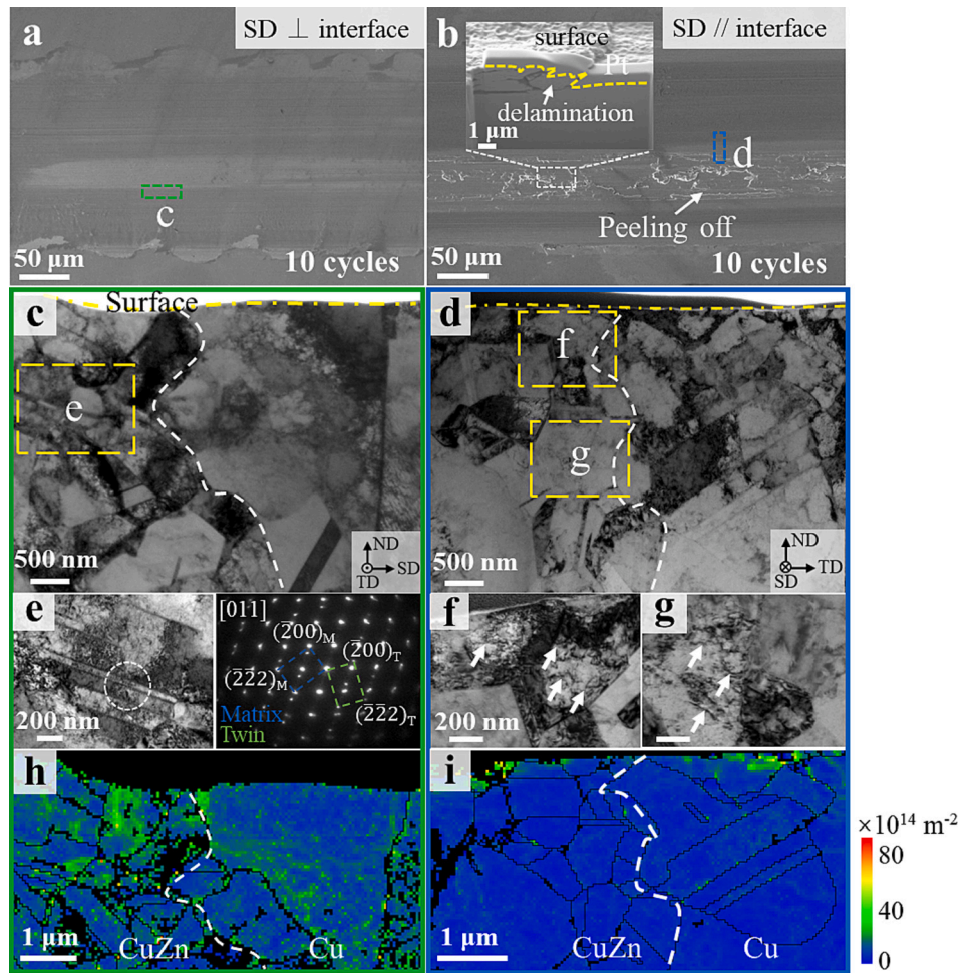 a
SD ⊥ interface
c
50 μm
10 cycles
b
SD // interface
surface
Pt
delamination
1 μm
d
Peeling off
50 μm
10 cycles
c
Surface
e
500 nm
ND
SD
TD
d
f
g
500 nm
ND
TD
SD
e
200 nm
[011]
(2̅00)M
(2̅00)T
(2̅2̅2)M
(2̅2̅2)T
Matrix
Twin
f
200 nm
g
h
1 μm
CuZn
Cu
i
1 μm
CuZn
Cu
×10¹⁴ m⁻²
80
40
0